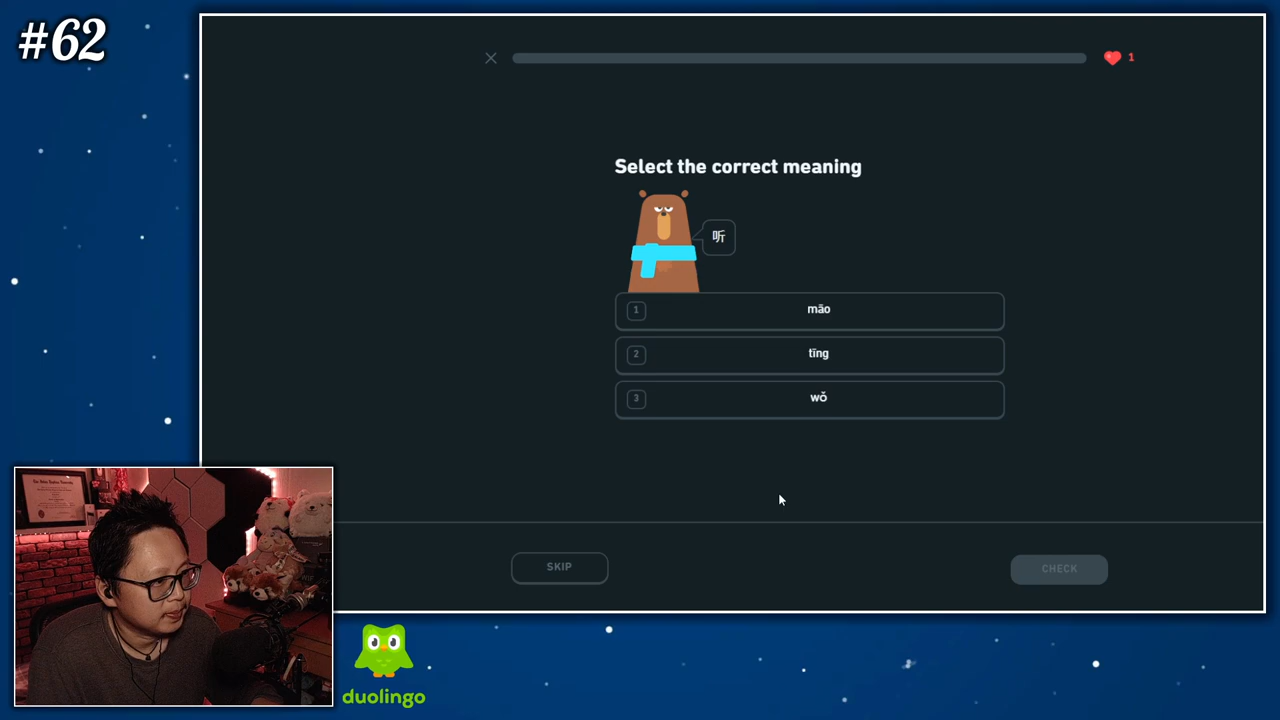 #62
1
Select the correct meaning
听
1 māo
2 tīng
3 wǒ
SKIP
CHECK
duolingo